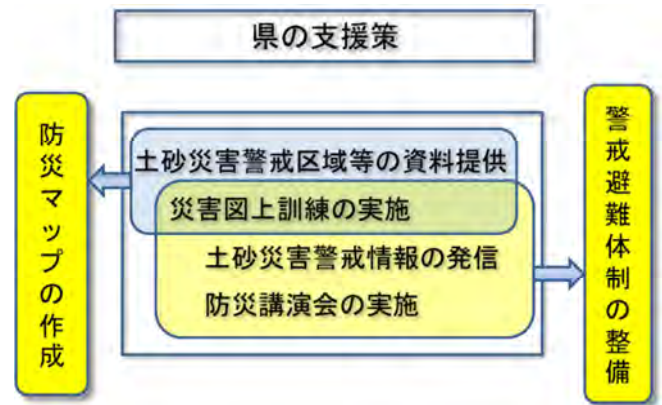 県の支援策
防災マップの作成
土砂災害警戒区域等の資料提供
災害図上訓練の実施
土砂災害警戒情報の発信
防災講演会の実施
警戒避難体制の整備